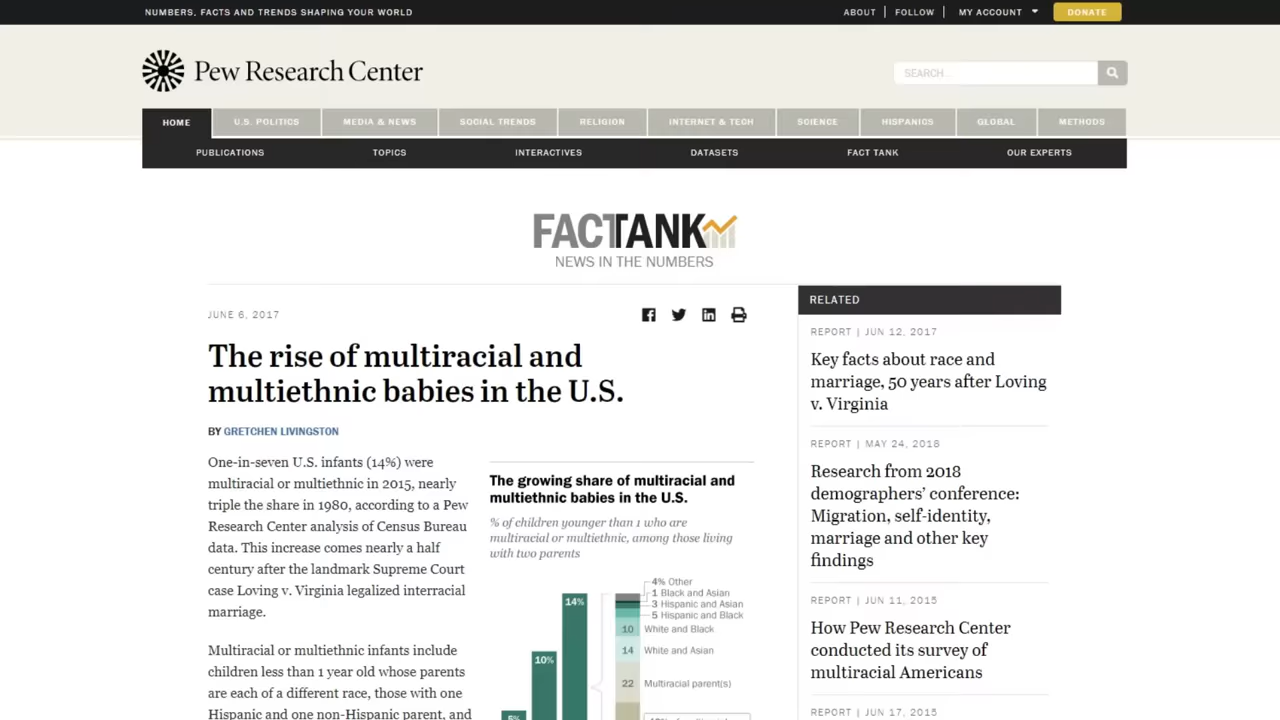 NUMBERS, FACTS AND TRENDS SHAPING YOUR WORLD
ABOUT
FOLLOW
MY ACCOUNT
DONATE
Pew Research Center
SEARCH...
HOME
U.S. POLITICS
MEDIA & NEWS
SOCIAL TRENDS
RELIGION
INTERNET & TECH
SCIENCE
HISPANICS
GLOBAL
METHODS
PUBLICATIONS
TOPICS
INTERACTIVES
DATASETS
FACT TANK
OUR EXPERTS
FACTANK
NEWS IN THE NUMBERS
JUNE 6, 2017
The rise of multiracial and
multiethnic babies in the U.S.
BY GRETCHEN LIVINGSTON
One-in-seven U.S. infants (14%) were
multiracial or multiethnic in 2015, nearly
triple the share in 1980, according to a Pew
Research Center analysis of Census Bureau
data. This increase comes nearly a half
century after the landmark Supreme Court
case Loving v. Virginia legalized interracial
marriage.
Multiracial or multiethnic infants include
children less than 1 year old whose parents
are each of a different race, those with one
Hispanic and one non-Hispanic parent, and
The growing share of multiracial and
multiethnic babies in the U.S.
% of children younger than 1 who are
multiracial or multiethnic, among those living
with two parents
5%
10%
14%
4% Other
1 Black and Asian
3 Hispanic and Asian
5 Hispanic and Black
10 White and Black
14 White and Asian
22 Multiracial parent(s)
RELATED
REPORT | JUN 12, 2017
Key facts about race and
marriage, 50 years after Loving
v. Virginia
REPORT | MAY 24, 2018
Research from 2018
demographers' conference:
Migration, self-identity,
marriage and other key
findings
REPORT | JUN 11, 2015
How Pew Research Center
conducted its survey of
multiracial Americans
REPORT | JUN 17, 2015